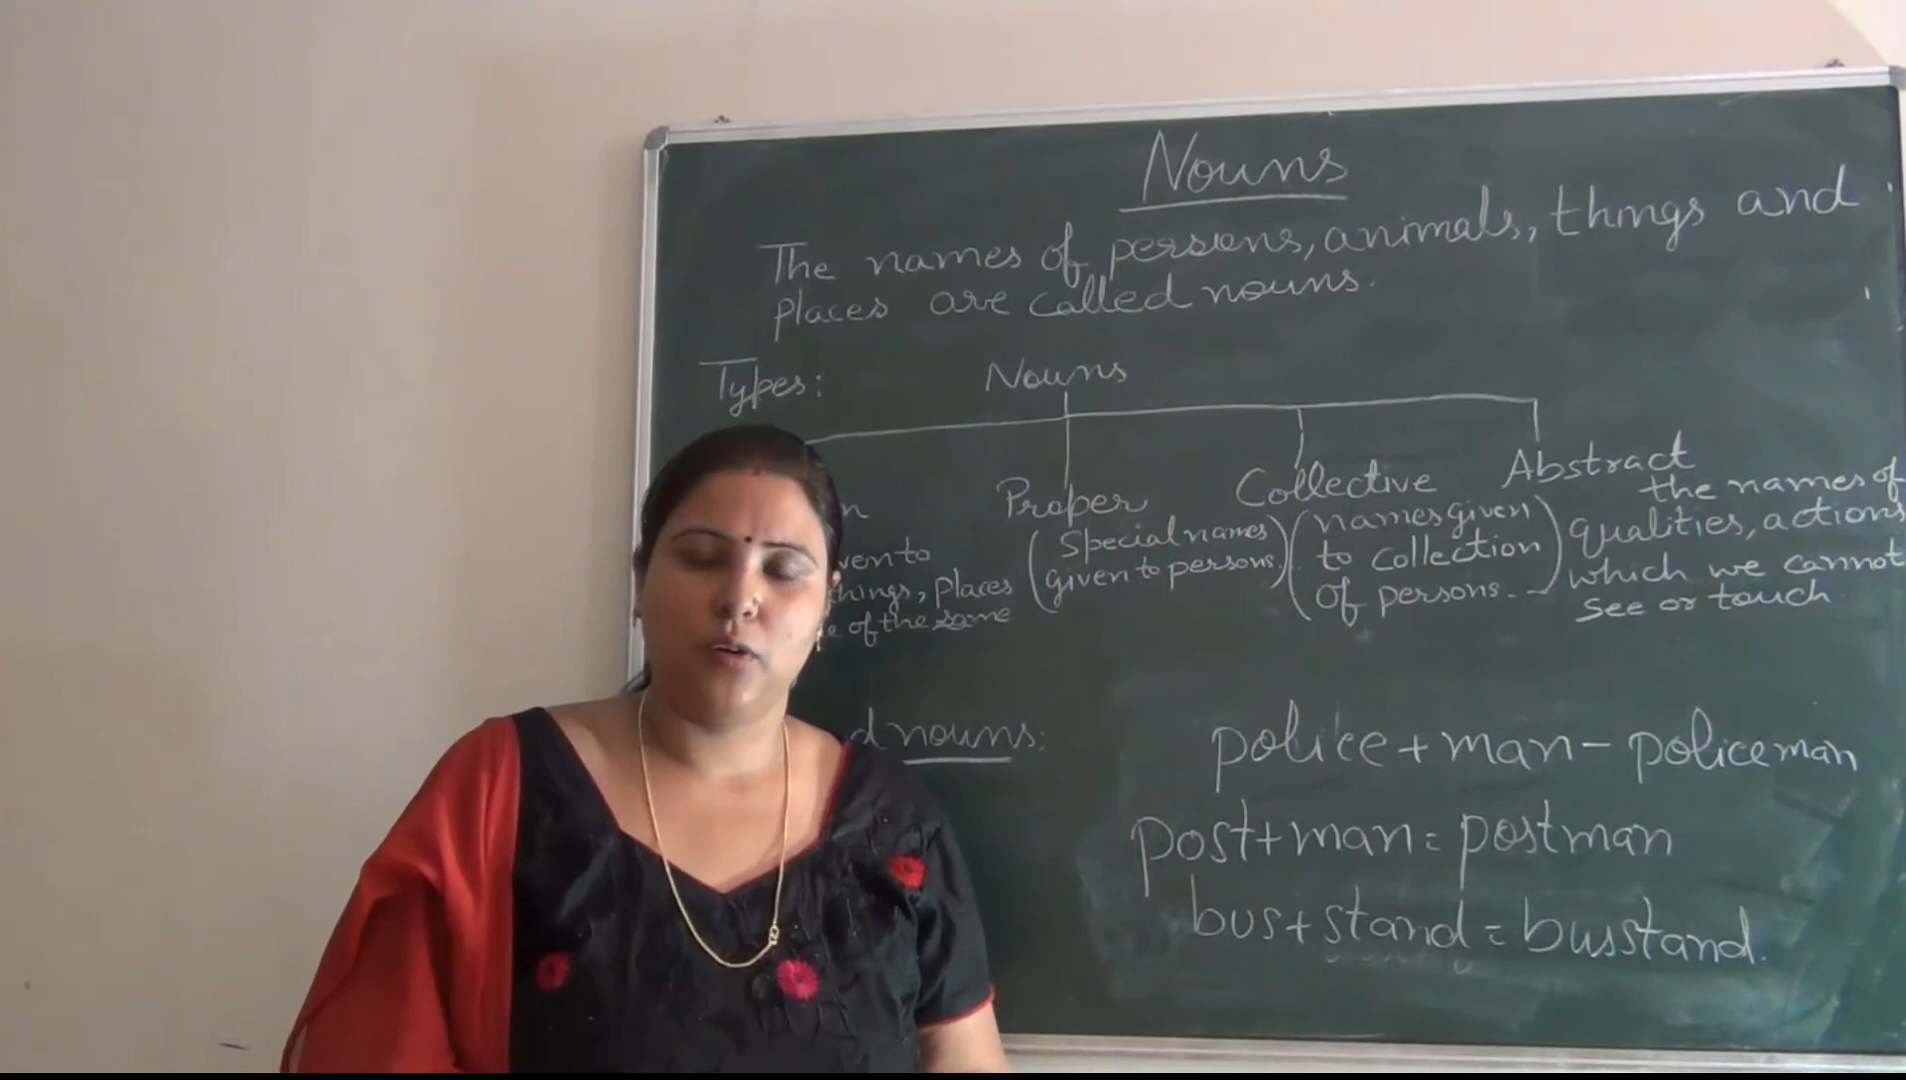 Nouns
The names of persons, animals, things and
places are called nouns.
Types: Nouns
n Proper Collective Abstract
ven to
hings, places
e of the same
(Special names
given to persons.)
(names given
to collection
of persons.)
the names of
qualities, actions
which we cannot
see or touch
d nouns:
police + man - policeman
post + man = postman
bus + stand = busstand.